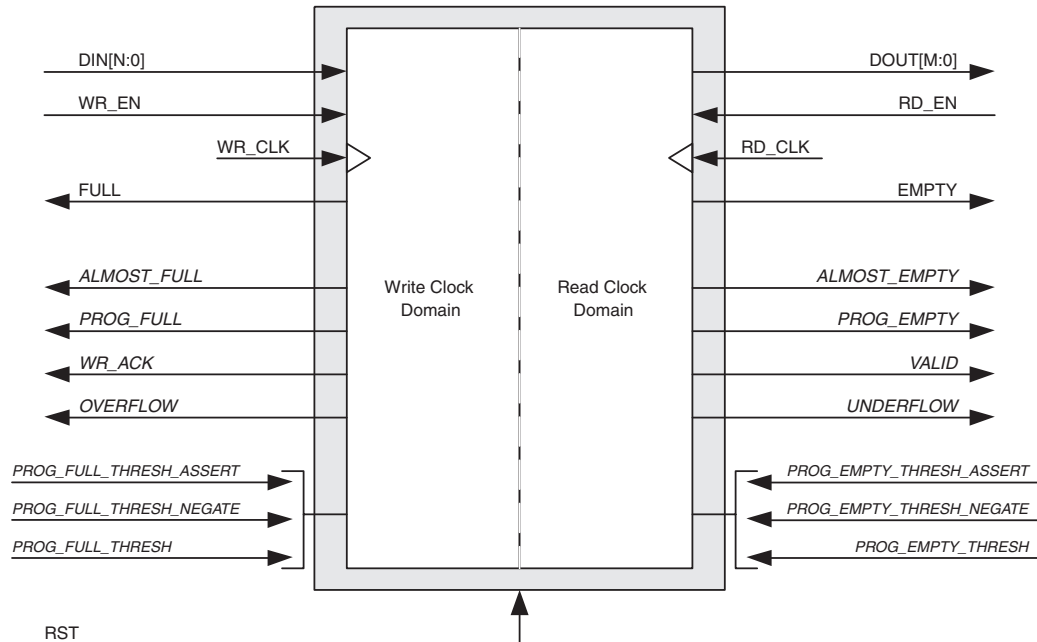 DIN[N:0]
DOUT[M:0]
WR_EN
RD_EN
WR_CLK
RD_CLK
FULL
EMPTY
ALMOST_FULL
ALMOST_EMPTY
Write Clock
Domain
Read Clock
Domain
PROG_FULL
PROG_EMPTY
WR_ACK
VALID
OVERFLOW
UNDERFLOW
PROG_FULL_THRESH_ASSERT
PROG_EMPTY_THRESH_ASSERT
PROG_FULL_THRESH_NEGATE
PROG_EMPTY_THRESH_NEGATE
PROG_FULL_THRESH
PROG_EMPTY_THRESH
RST